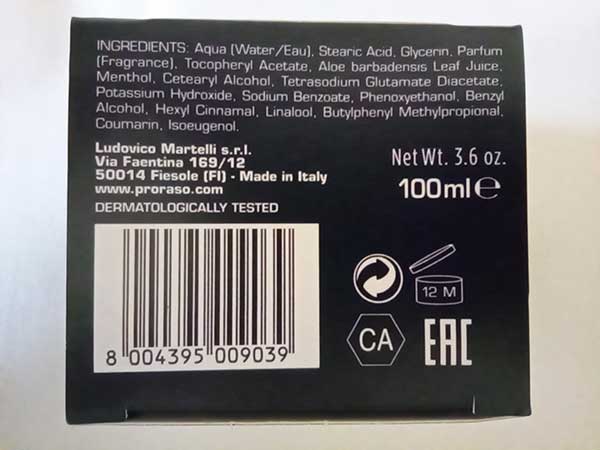 INGREDIENTS: Aqua (Water/Eau), Stearic Acid, Glycerin, Parfum
(Fragrance), Tocopheryl Acetate, Aloe barbadensis Leaf Juice,
Menthol, Cetearyl Alcohol, Tetrasodium Glutamate Diacetate,
Potassium Hydroxide, Sodium Benzoate, Phenoxyethanol, Benzyl
Alcohol, Hexyl Cinnamal, Linalool, Butylphenyl Methylpropional,
Coumarin, Isoeugenol.
Ludovico Martelli s.r.l.
Via Faentina 169/12
50014 Fiesole (FI) - Made in Italy
www.proraso.com
DERMATOLOGICALLY TESTED
Net Wt. 3.6 oz.
100ml e
8 004395 009039
12 M
CA
EAC